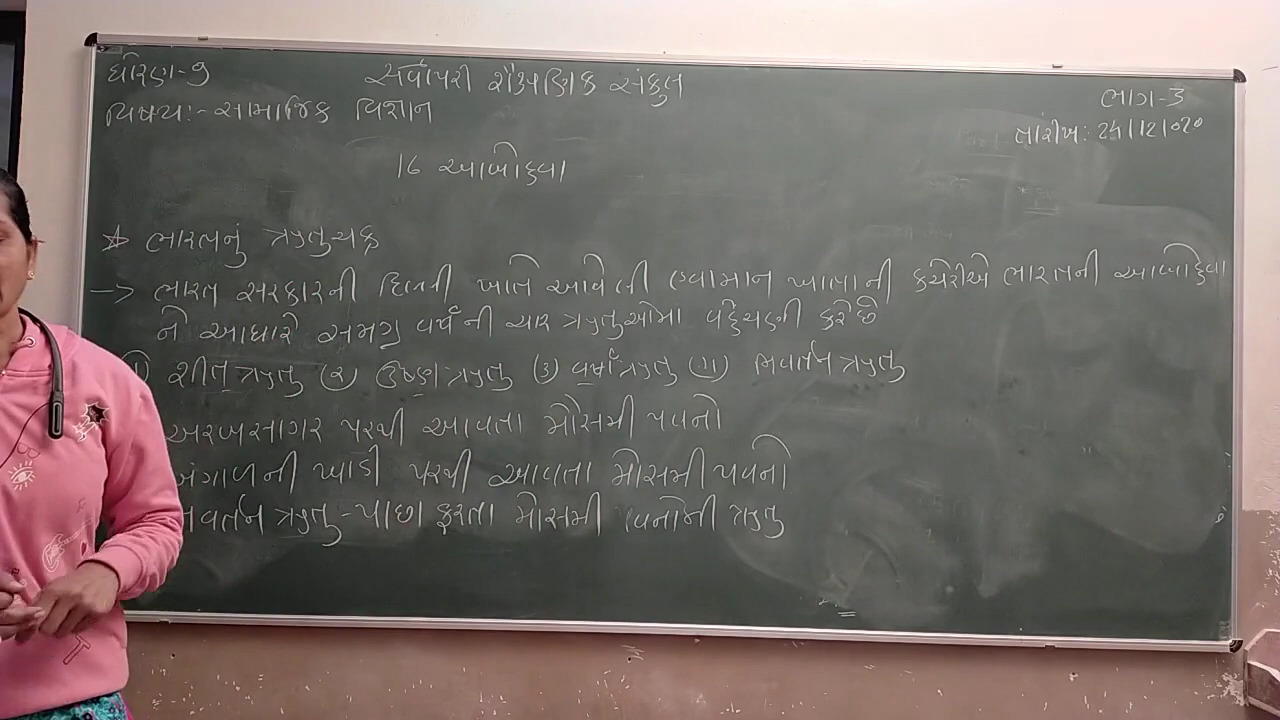 ધોરણ-9
સર્વોપરી શૈક્ષણિક સંકુલ
ભાગ-3
વિષય:- સામાજિક વિજ્ઞાન
તારીખ: 24/12/020
16 આબોહવા
☆ ભારતનું ઋતુચક્ર
-> ભારત સરકારની દિલ્લી ખાતે આવેલી હવામાન ખાતાની કચેરીએ ભારતની આબોહવા
ને આધારે સમગ્ર વર્ષની ચાર ઋતુઓમાં વહેંચણી કરી છે
શીત ઋતુ (૨) ઉષ્ણ ઋતુ (૩) વર્ષાઋતુ (૪) નિવર્તન ઋતુ
અરબસાગર પરથી આવતા મોસમી પવનો
બંગાળની ખાડી પરથી આવતા મોસમી પવનો
નિવર્તન ઋતુ - પાછા ફરતા મોસમી પવનોની ઋતુ